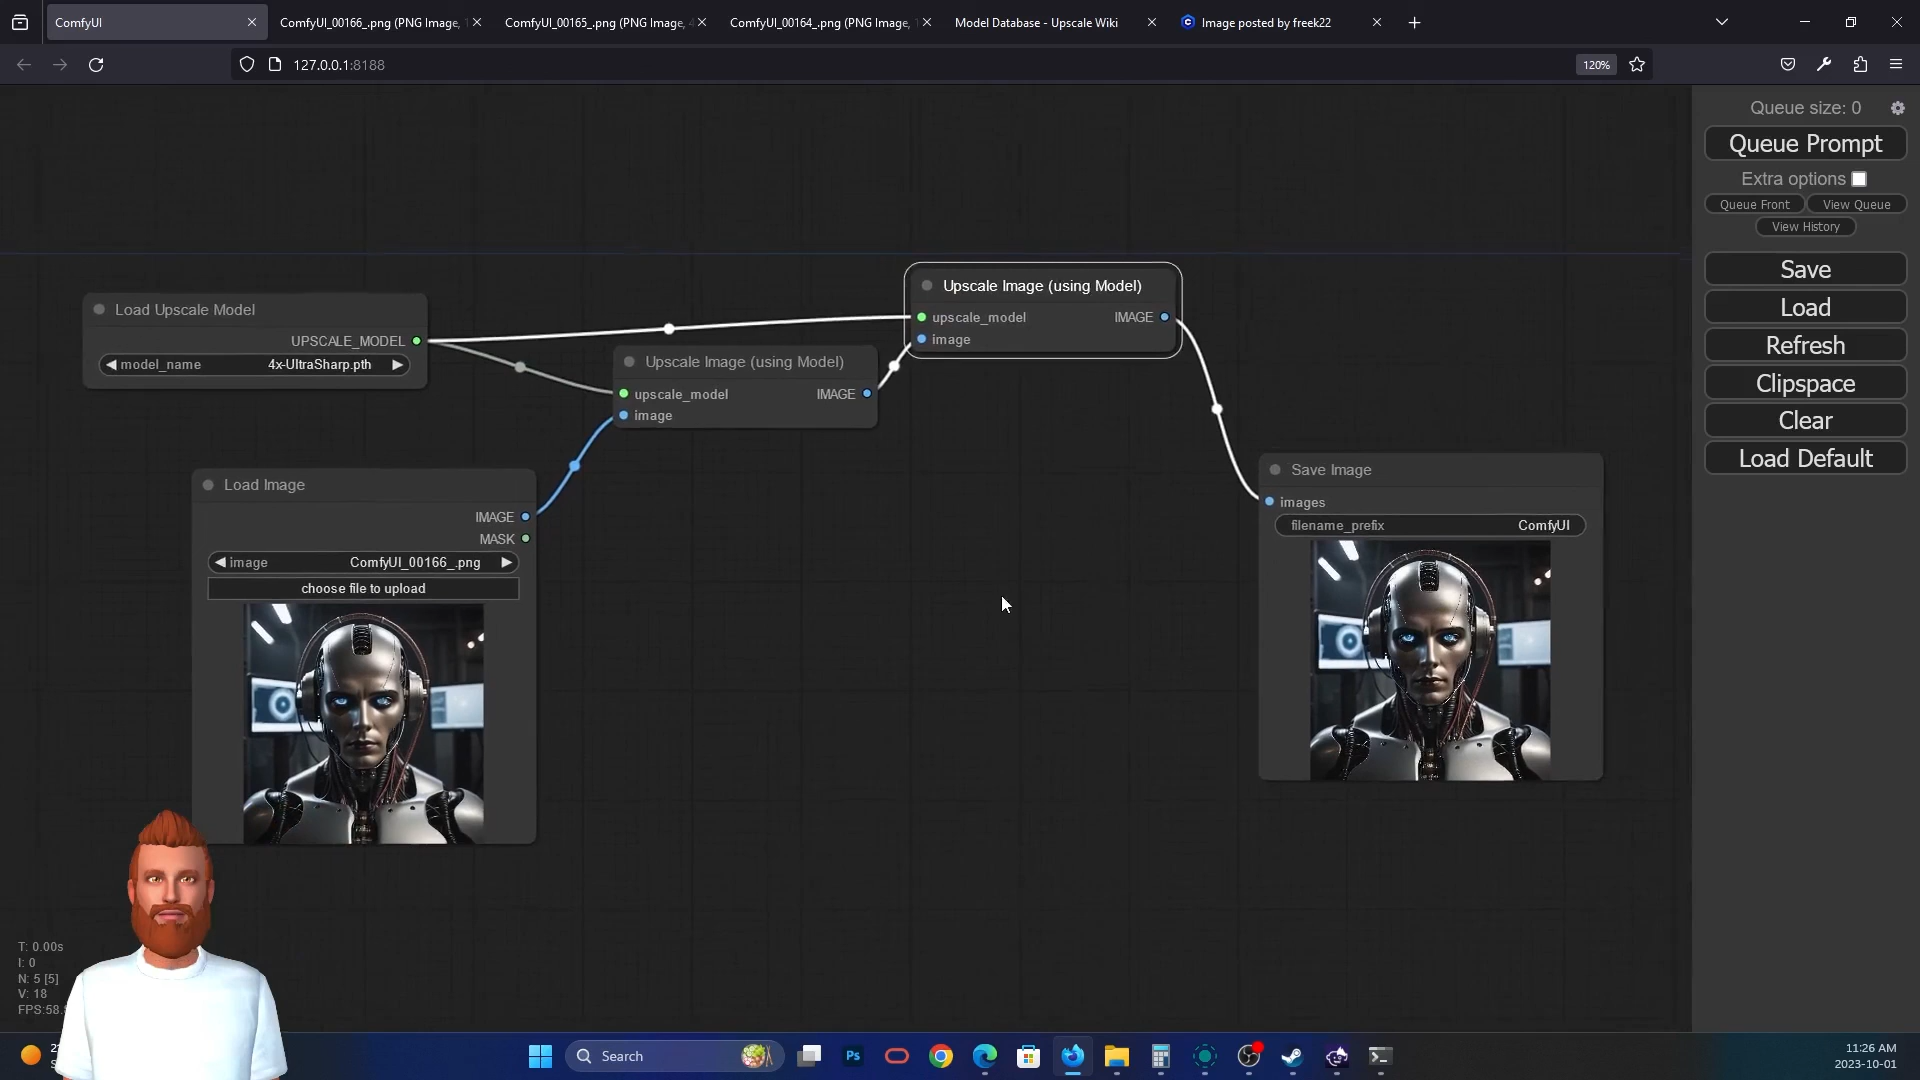 ComfyUI
ComfyUI_00166_.png (PNG Image, 1
ComfyUI_00165_.png (PNG Image, 4
ComfyUI_00164_.png (PNG Image, 1
Model Database - Upscale Wiki
Image posted by freek22
127.0.0.1:8188
120%
Queue size: 0
Queue Prompt
Extra options
Queue Front
View Queue
View History
Save
Load
Refresh
Clipspace
Clear
Load Default
Load Upscale Model
UPSCALE_MODEL
model_name
4x-UltraSharp.pth
Upscale Image (using Model)
upscale_model
IMAGE
image
Upscale Image (using Model)
upscale_model
IMAGE
image
Load Image
IMAGE
MASK
image
ComfyUI_00166_.png
choose file to upload
Save Image
images
filename_prefix
ComfyUI
T: 0.00s
I: 0
N: 5 [5]
V: 18
FPS:58.
Search
Ps
11:26 AM
2023-10-01